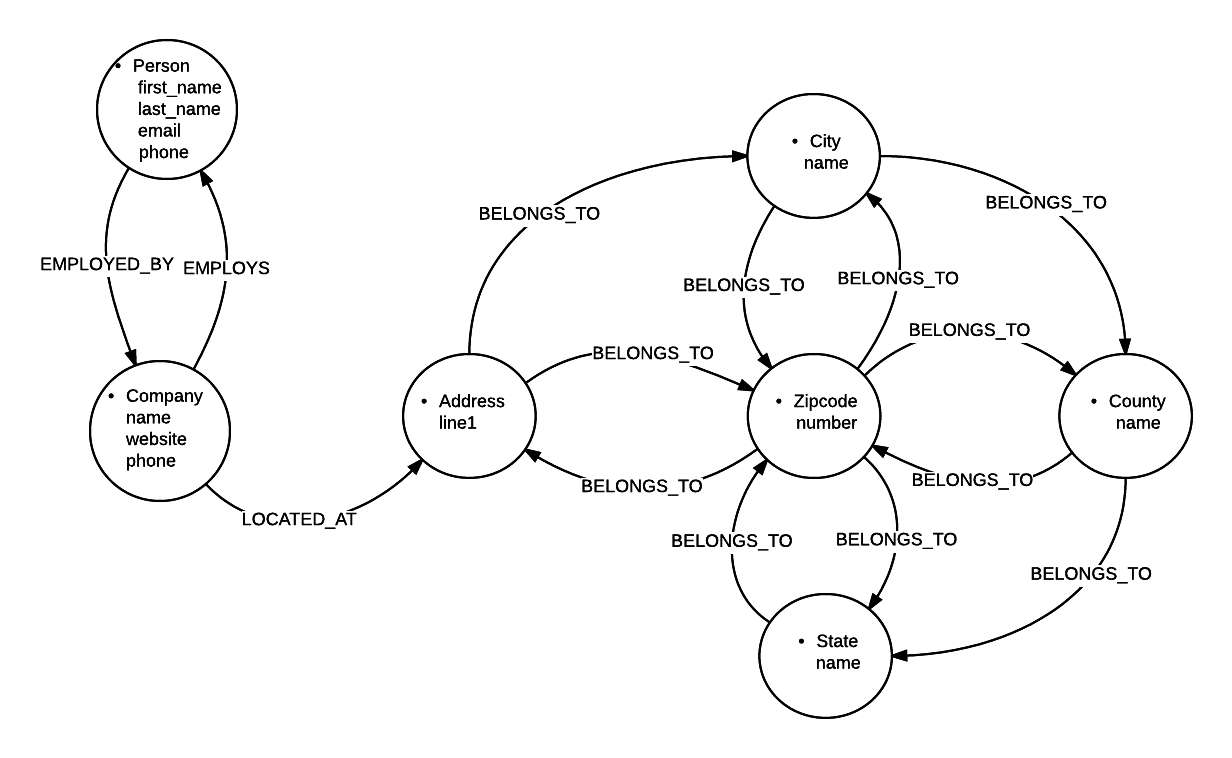 • Person
first_name
last_name
email
phone
EMPLOYED_BY
EMPLOYS
• Company
name
website
phone
LOCATED_AT
• Address
line1
BELONGS_TO
BELONGS_TO
BELONGS_TO
• City
name
BELONGS_TO
BELONGS_TO
BELONGS_TO
• Zipcode
number
BELONGS_TO
BELONGS_TO
• County
name
BELONGS_TO
BELONGS_TO
BELONGS_TO
• State
name